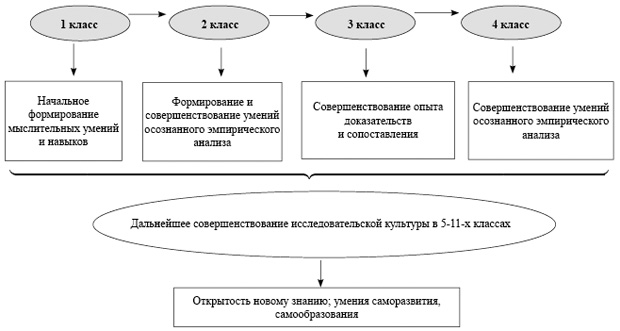 1 класс
2 класс
3 класс
4 класс
Начальное
формирование
мыслительных умений
и навыков
Формирование и
совершенствование умений
осознанного эмпирического
анализа
Совершенствование опыта
доказательств
и сопоставления
Совершенствование умений
осознанного эмпирического
анализа
Дальнейшее совершенствование исследовательской культуры в 5-11-х классах
Открытость новому знанию; умения саморазвития,
самообразования